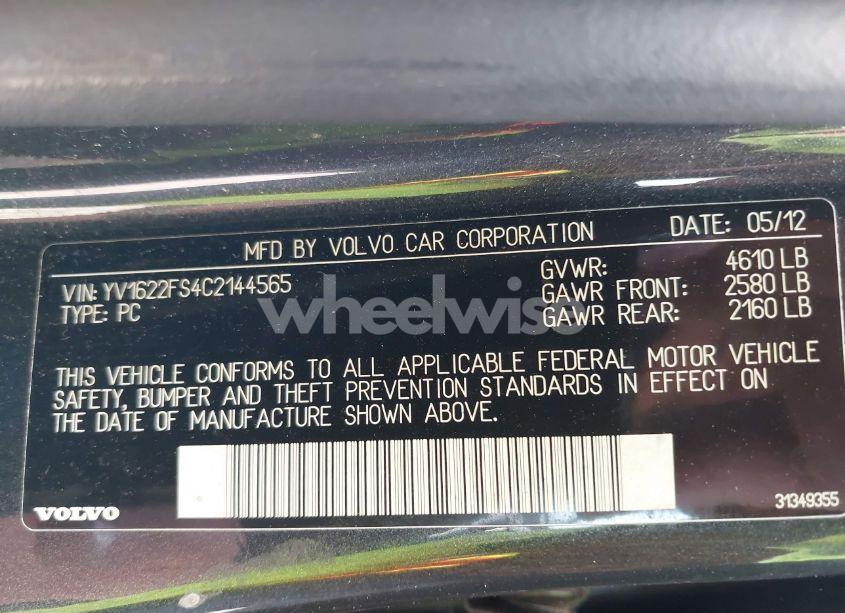 MFD BY VOLVO CAR CORPORATION DATE: 05/12
VIN: YV1622FS4C2144565 GVWR: 4610 LB
TYPE: PC GAWR FRONT: 2580 LB
GAWR REAR: 2160 LB
wheelwise
THIS VEHICLE CONFORMS TO ALL APPLICABLE FEDERAL MOTOR VEHICLE
SAFETY, BUMPER AND THEFT PREVENTION STANDARDS IN EFFECT ON
THE DATE OF MANUFACTURE SHOWN ABOVE.
VOLVO 31349355